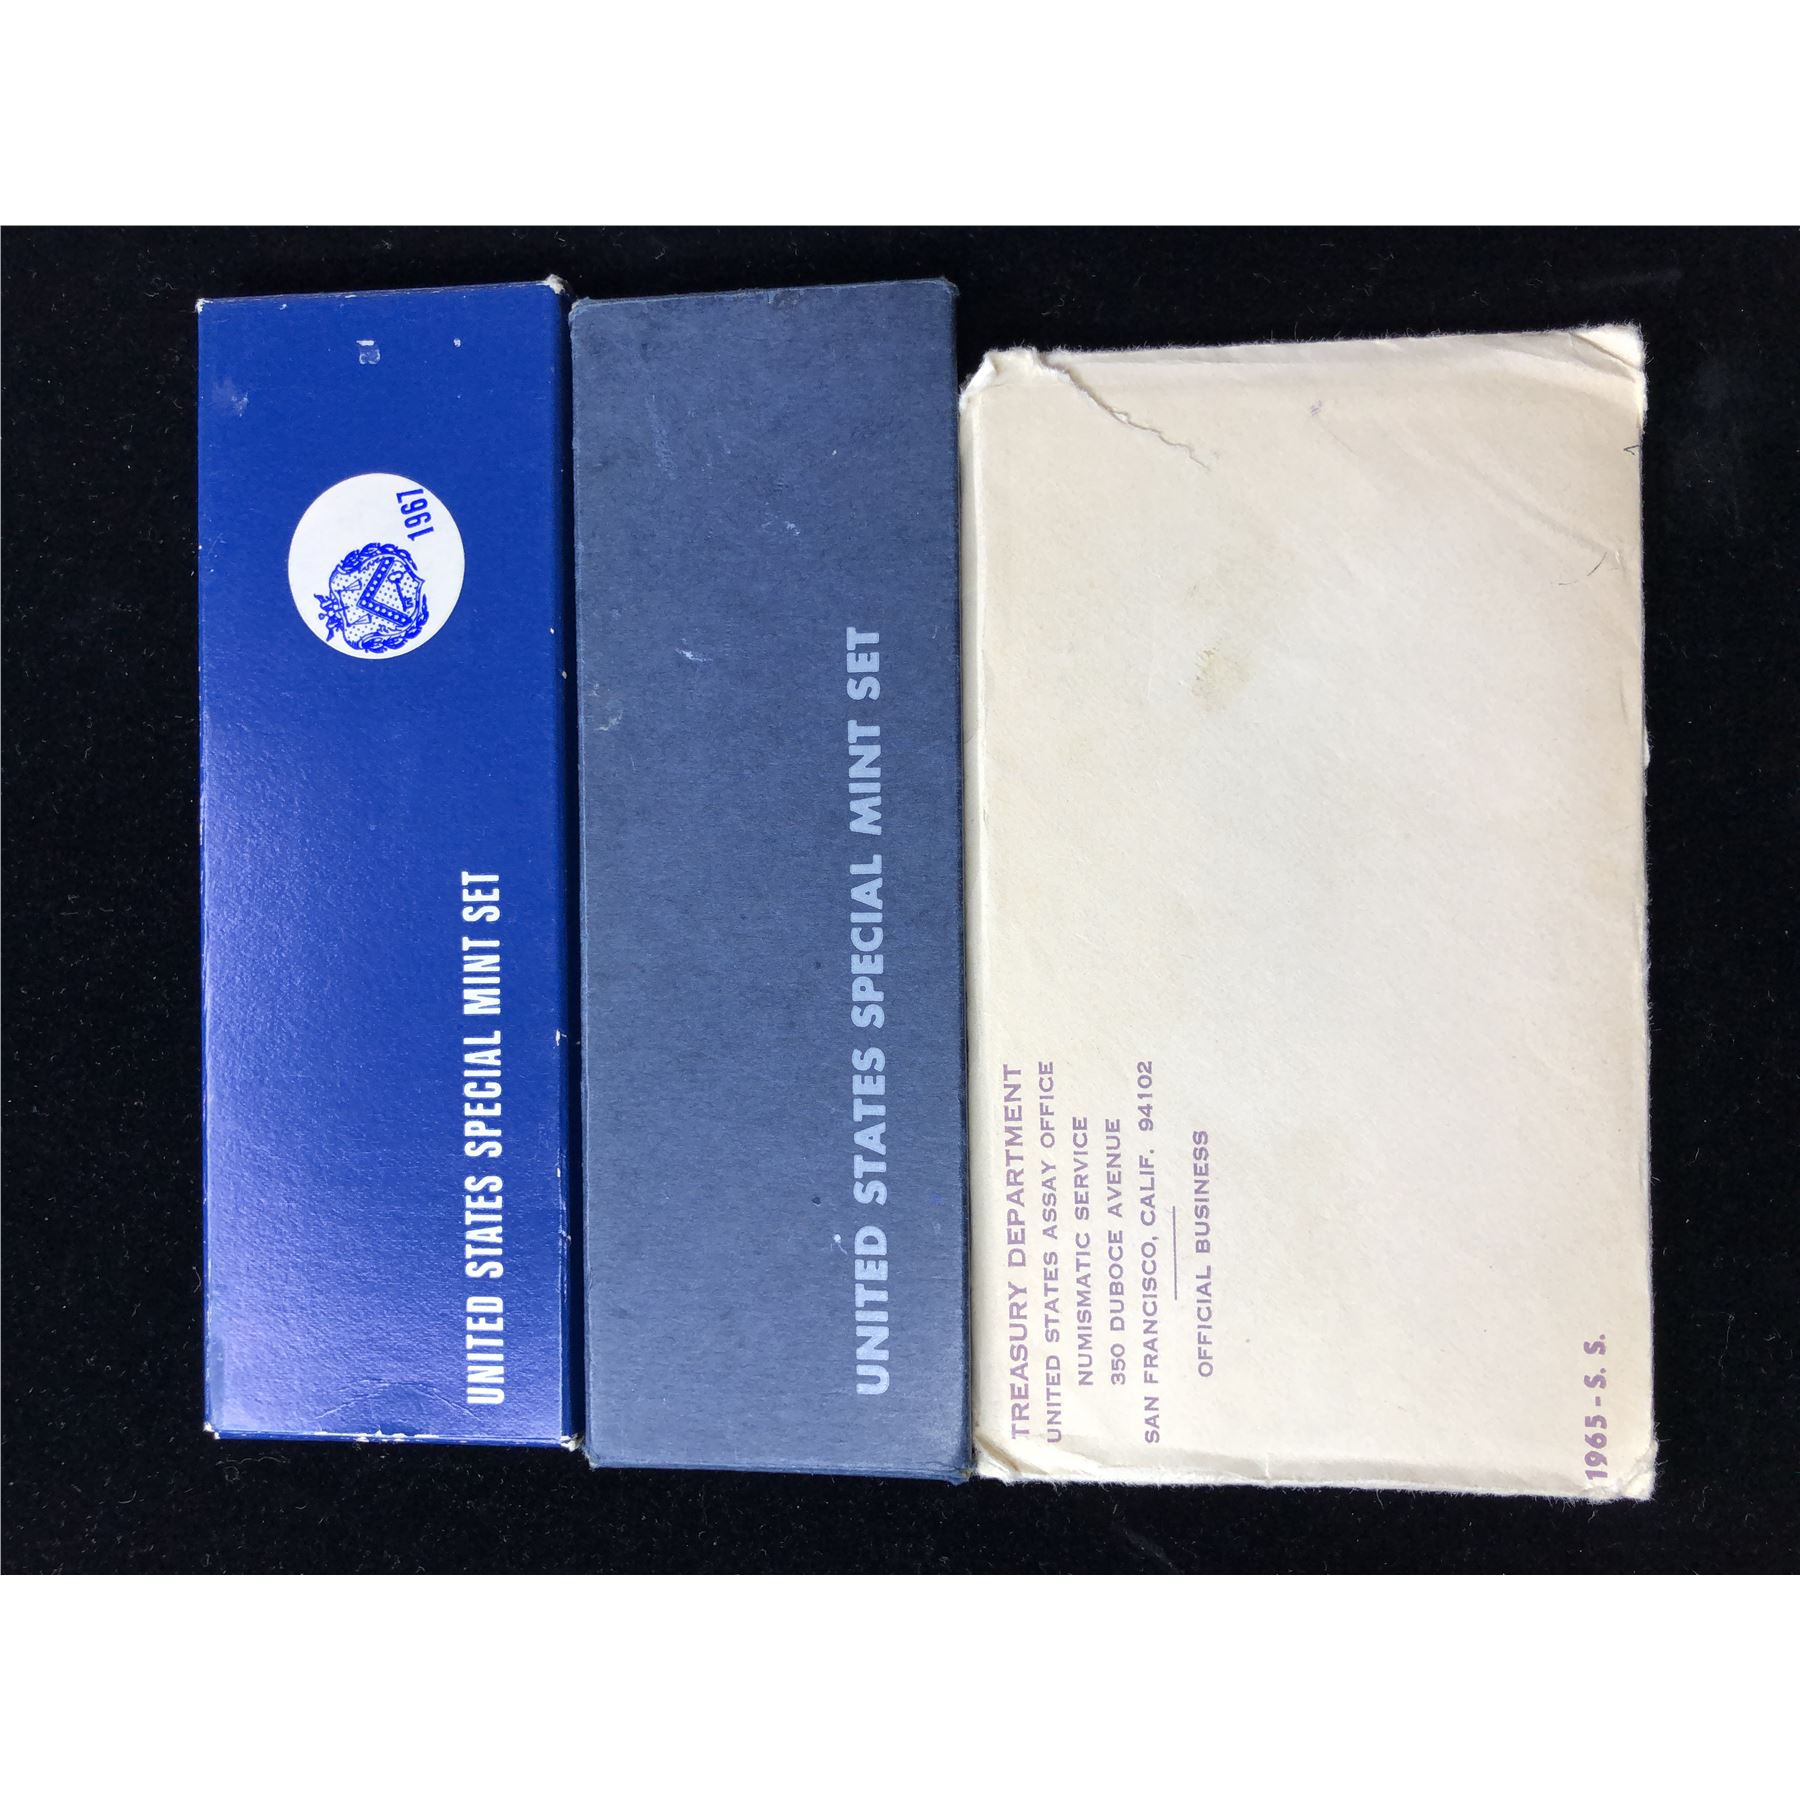 1967
UNITED STATES SPECIAL MINT SET
UNITED STATES SPECIAL MINT SET
TREASURY DEPARTMENT
UNITED STATES ASSAY OFFICE
NUMISMATIC SERVICE
350 DUBOCE AVENUE
SAN FRANCISCO, CALIF. 94102
OFFICIAL BUSINESS
1965-S. S.